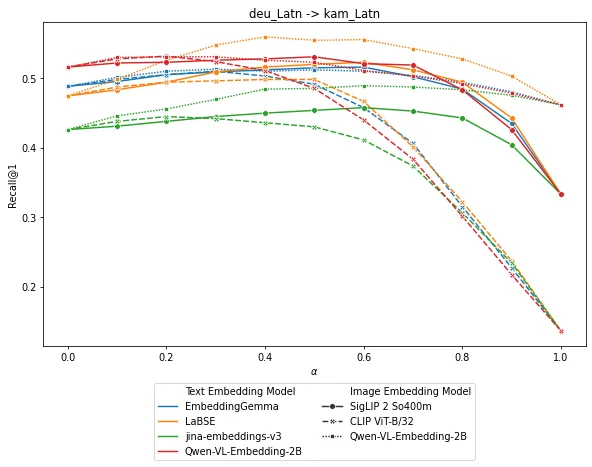 deu_Latn -> kam_Latn
Recall@1
0.5
0.4
0.3
0.2
0.0 0.2 0.4 0.6 0.8 1.0
α
Text Embedding Model Image Embedding Model
EmbeddingGemma SigLIP 2 So400m
LaBSE CLIP ViT-B/32
jina-embeddings-v3 Qwen-VL-Embedding-2B
Qwen-VL-Embedding-2B